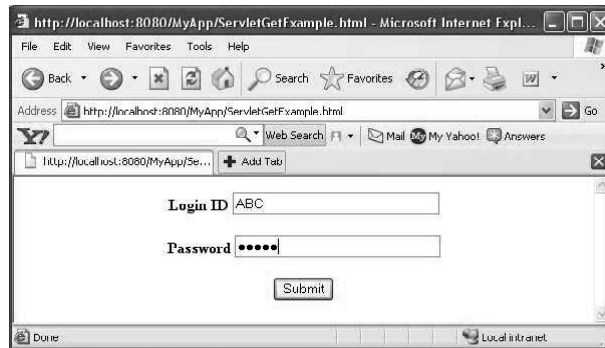 http://localhost:8080/MyApp/ServletGetExample.html - Microsoft Internet Expl...
File Edit View Favorites Tools Help
Back Search Favorites W
Address http://localhost:8080/MyApp/ServletGetExample.html Go
Y! Web Search Mail My My Yahoo! Answers
http://localhost:8080/MyApp/Se... Add Tab
Login ID ABC
Password •••••
Submit
Done Local intranet